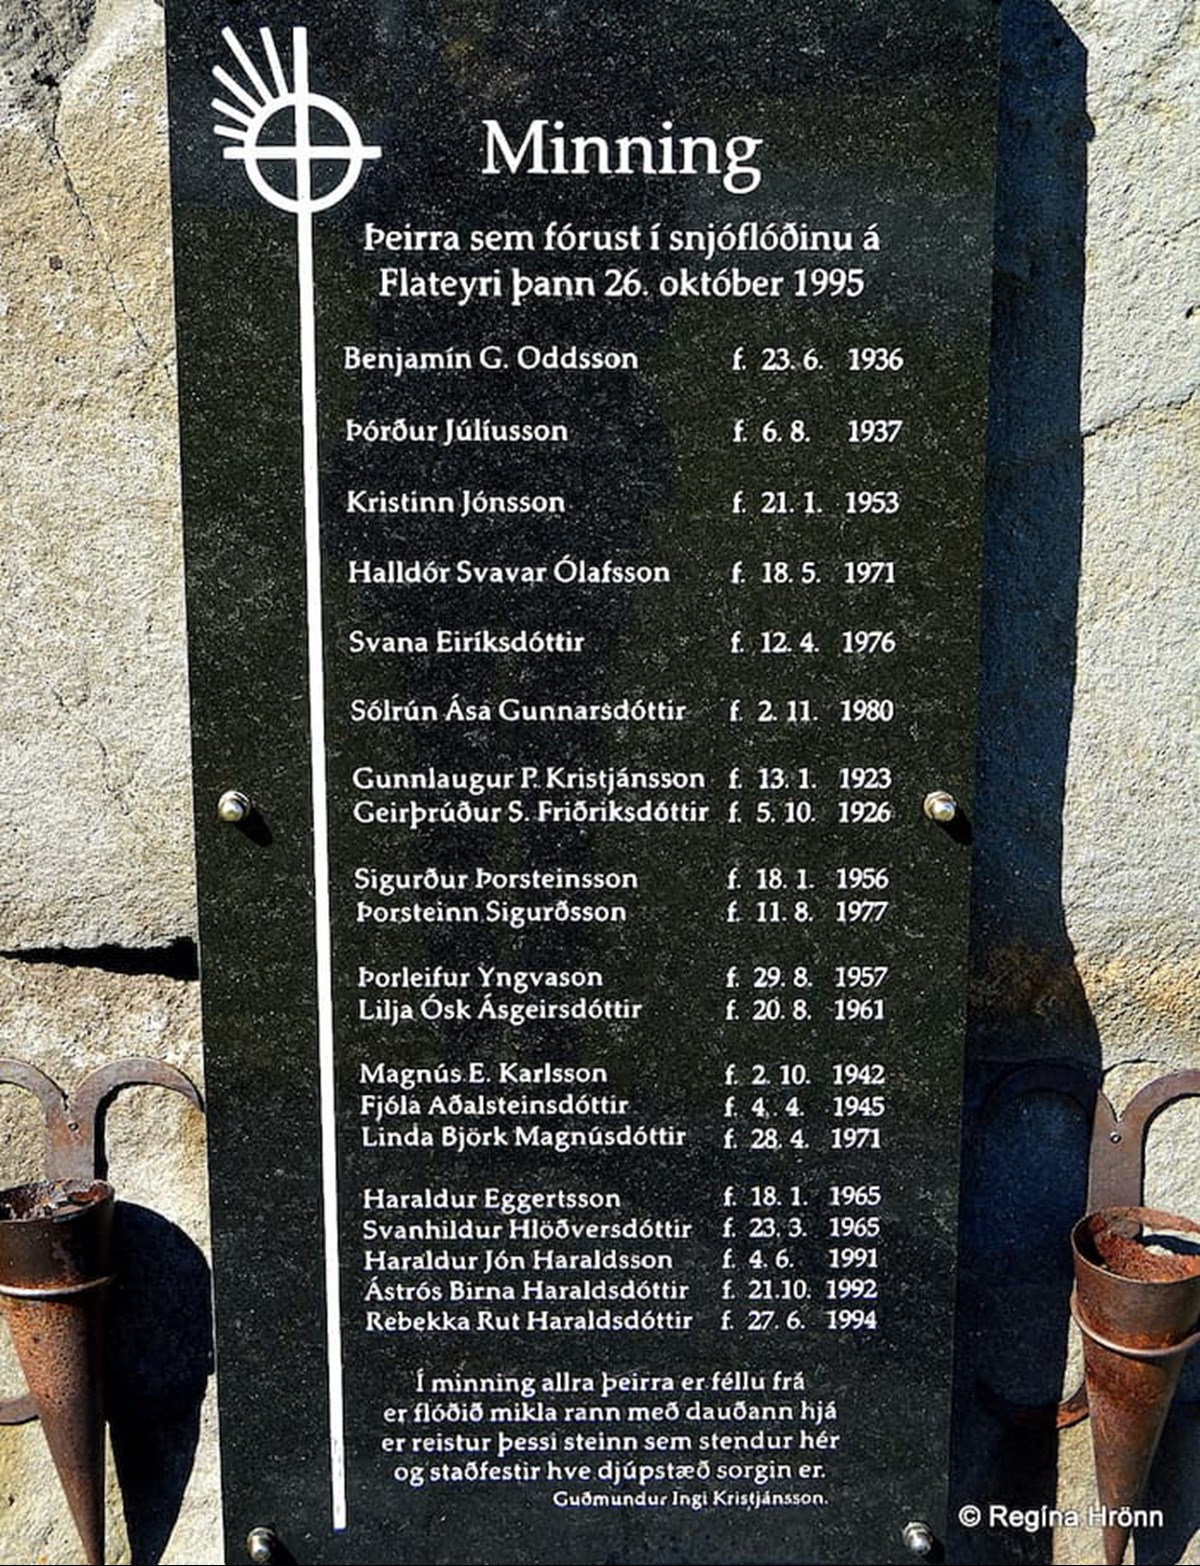 Minning
Þeirra sem fórust í snjóflóðinu á
Flateyri þann 26. október 1995
Benjamín G. Oddsson f. 23. 6. 1936
Þórður Júlíusson f. 6. 8. 1937
Kristinn Jónsson f. 21. 1. 1953
Halldór Svavar Ólafsson f. 18. 5. 1971
Svana Eiríksdóttir f. 12. 4. 1976
Sólrún Ása Gunnarsdóttir f. 2. 11. 1980
Gunnlaugur P. Kristjánsson f. 13. 1. 1923
Geirþrúður S. Friðriksdóttir f. 5. 10. 1926
Sigurður Þorsteinsson f. 18. 1. 1956
Þorsteinn Sigurðsson f. 11. 8. 1977
Þorleifur Yngvason f. 29. 8. 1957
Lilja Ósk Ásgeirsdóttir f. 20. 8. 1961
Magnús E. Karlsson f. 2. 10. 1942
Fjóla Aðalsteinsdóttir f. 4. 4. 1945
Linda Björk Magnúsdóttir f. 28. 4. 1971
Haraldur Eggertsson f. 18. 1. 1965
Svanhildur Hlöðversdóttir f. 23. 3. 1965
Haraldur Jón Haraldsson f. 4. 6. 1991
Ástrós Birna Haraldsdóttir f. 21.10. 1992
Rebekka Rut Haraldsdóttir f. 27. 6. 1994
Í minning allra þeirra er féllu frá
er flóðið mikla rann með dauðann hjá
er reistur þessi steinn sem stendur hér
og staðfestir hve djúpstæð sorgin er.
Guðmundur Ingi Kristjánsson.
© Regína Hrönn